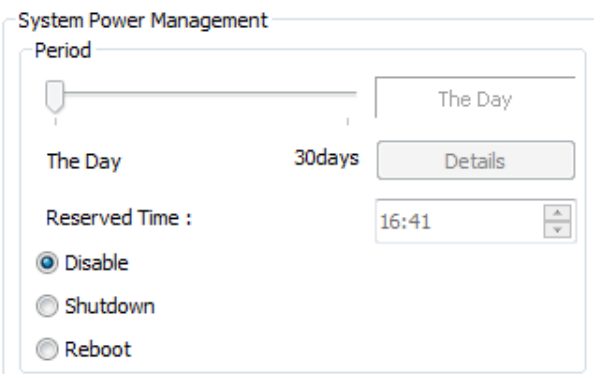 System Power Management
Period
The Day
The Day 30days Details
Reserved Time : 16:41
Disable
Shutdown
Reboot